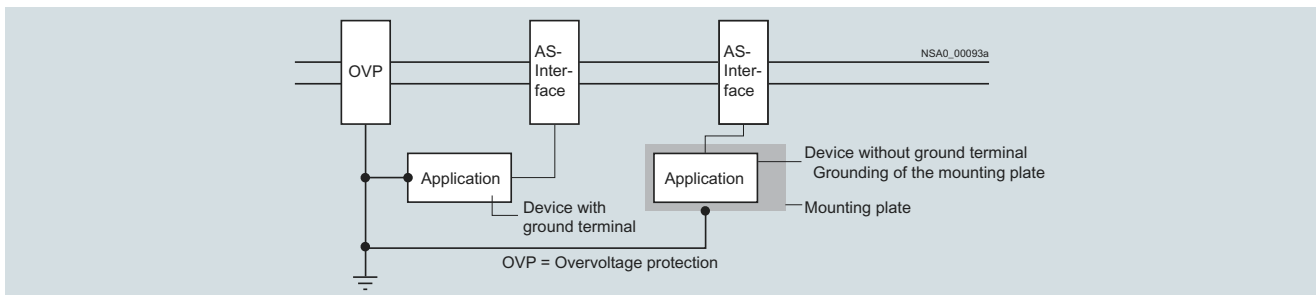 OVP
AS-
Inter-
face
AS-
Inter-
face
NSA0_00093a
Application
Device with
ground terminal
Application
Device without ground terminal
Grounding of the mounting plate
Mounting plate
OVP = Overvoltage protection